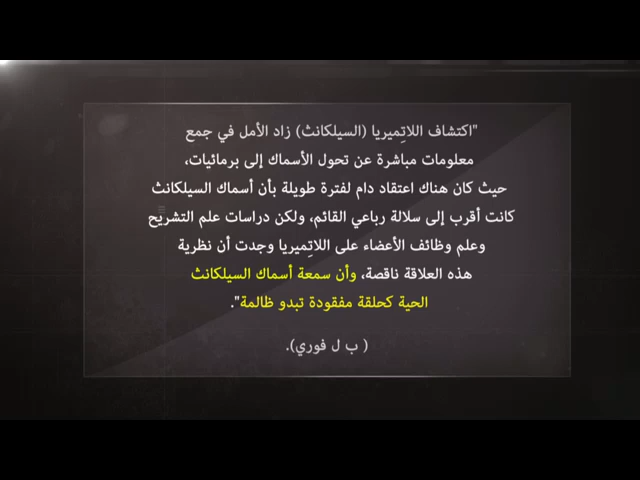 "اكتشاف اللاتِميريا (السيلكانث) زاد الأمل في جمع
معلومات مباشرة عن تحول الأسماك إلى برمائيات،
حيث كان هناك اعتقاد دام لفترة طويلة بأن أسماك السيلكانث
كانت أقرب إلى سلالة رباعي القائم، ولكن دراسات علم التشريح
وعلم وظائف الأعضاء على اللاتِميريا وجدت أن نظرية
هذه العلاقة ناقصة، وأن سمعة أسماك السيلكانث
الحية كحلقة مفقودة تبدو ظالمة".
( ب ل فوري).